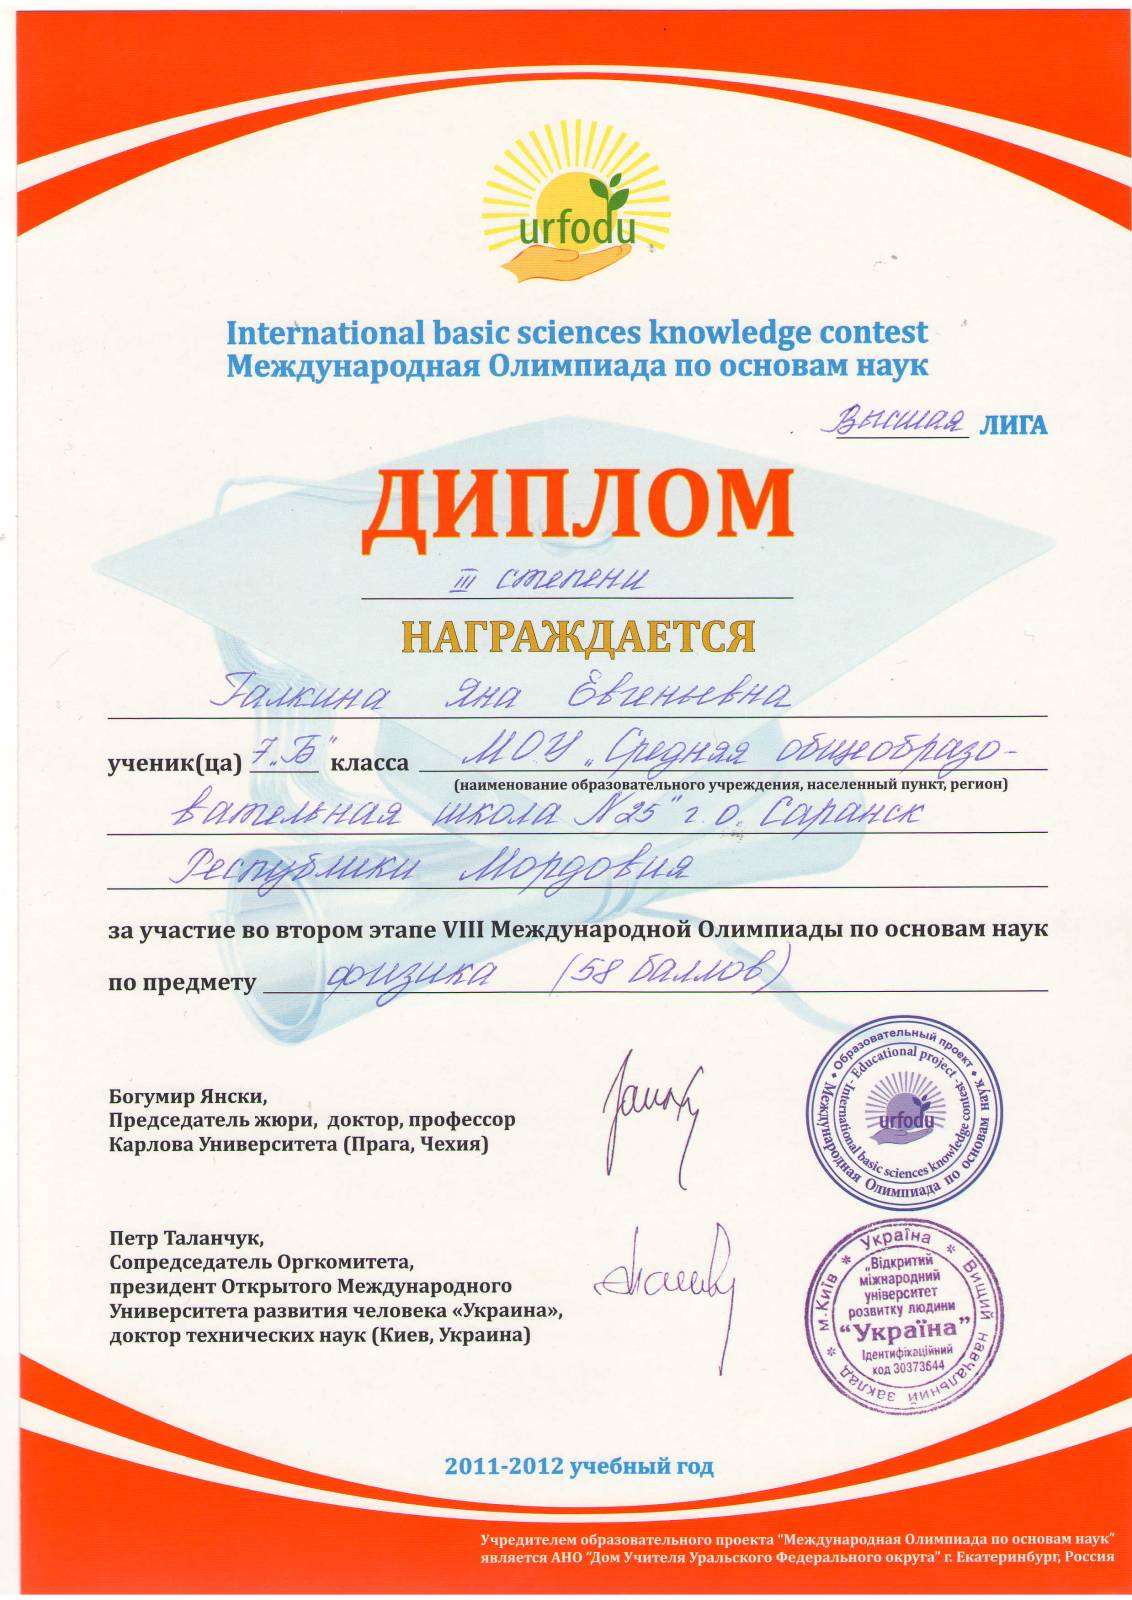 urfodu
International basic sciences knowledge contest
Международная Олимпиада по основам наук
Высшая ЛИГА
ДИПЛОМ
III степени
НАГРАЖДАЕТСЯ
Галкина Яна Евгеньевна
ученик(ца) 7 „Б" класса МОУ „Средняя общеобразо-
(наименование образовательного учреждения, населенный пункт, регион)
вательная школа №25" г.о. Саранск
Республики Мордовия
за участие во втором этапе VIII Международной Олимпиады по основам наук
по предмету физика (58 баллов)
Богумир Янски,
Председатель жюри, доктор, профессор
Карлова Университета (Прага, Чехия)
Образовательный проект • Международная Олимпиада по основам наук
Educational project - International basic sciences knowledge contest
urfodu
Петр Таланчук,
Сопредседатель Оргкомитета,
президент Открытого Международного
Университета развития человека «Украина»,
доктор технических наук (Киев, Украина)
м.Київ * Україна * Вищий навчальний заклад *
„Відкритий
міжнародний
університет
розвитку людини
“Україна”
Ідентифікаційний
код 30373644
2011-2012 учебный год
Учредителем образовательного проекта “Международная Олимпиада по основам наук”
является АНО “Дом Учителя Уральского Федерального округа” г. Екатеринбург, Россия